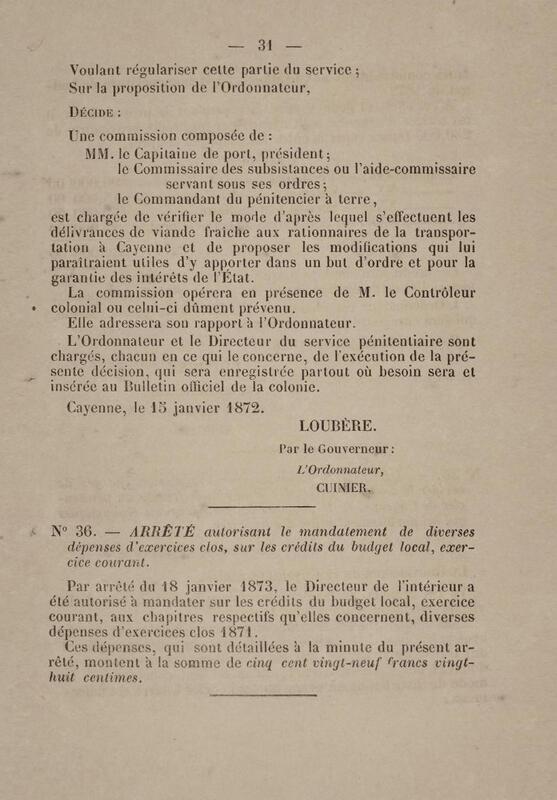 — 31 —
Voulant régulariser cette partie du service ;
Sur la proposition de l'Ordonnateur,
DÉCIDE :
Une commission composée de :
MM. le Capitaine de port, président ;
le Commissaire des subsistances ou l'aide-commissaire
servant sous ses ordres ;
le Commandant du pénitencier à terre,
est chargée de vérifier le mode d'après lequel s'effectuent les
délivrances de viande fraîche aux rationnaires de la transpor-
tation à Cayenne et de proposer les modifications qui lui
paraîtraient utiles d'y apporter dans un but d'ordre et pour la
garantie des intérêts de l'État.
La commission opérera en présence de M. le Contrôleur
colonial ou celui-ci dûment prévenu.
Elle adressera son rapport à l'Ordonnateur.
L'Ordonnateur et le Directeur du service pénitentiaire sont
chargés, chacun en ce qui le concerne, de l'exécution de la pré-
sente décision, qui sera enregistrée partout où besoin sera et
insérée au Bulletin officiel de la colonie.
Cayenne, le 15 janvier 1872.
LOUBÈRE.
Par le Gouverneur :
L'Ordonnateur,
CUINIER.
N° 36. — ARRÊTÉ autorisant le mandatement de diverses
dépenses d'exercices clos, sur les crédits du budget local, exer-
cice courant.
Par arrêté du 18 janvier 1873, le Directeur de l'intérieur a
été autorisé à mandater sur les crédits du budget local, exercice
courant, aux chapitres respectifs qu'elles concernent, diverses
dépenses d'exercices clos 1871.
Ces dépenses, qui sont détaillées à la minute du présent ar-
rêté, montent à la somme de cinq cent vingt-neuf francs vingt-
huit centimes.